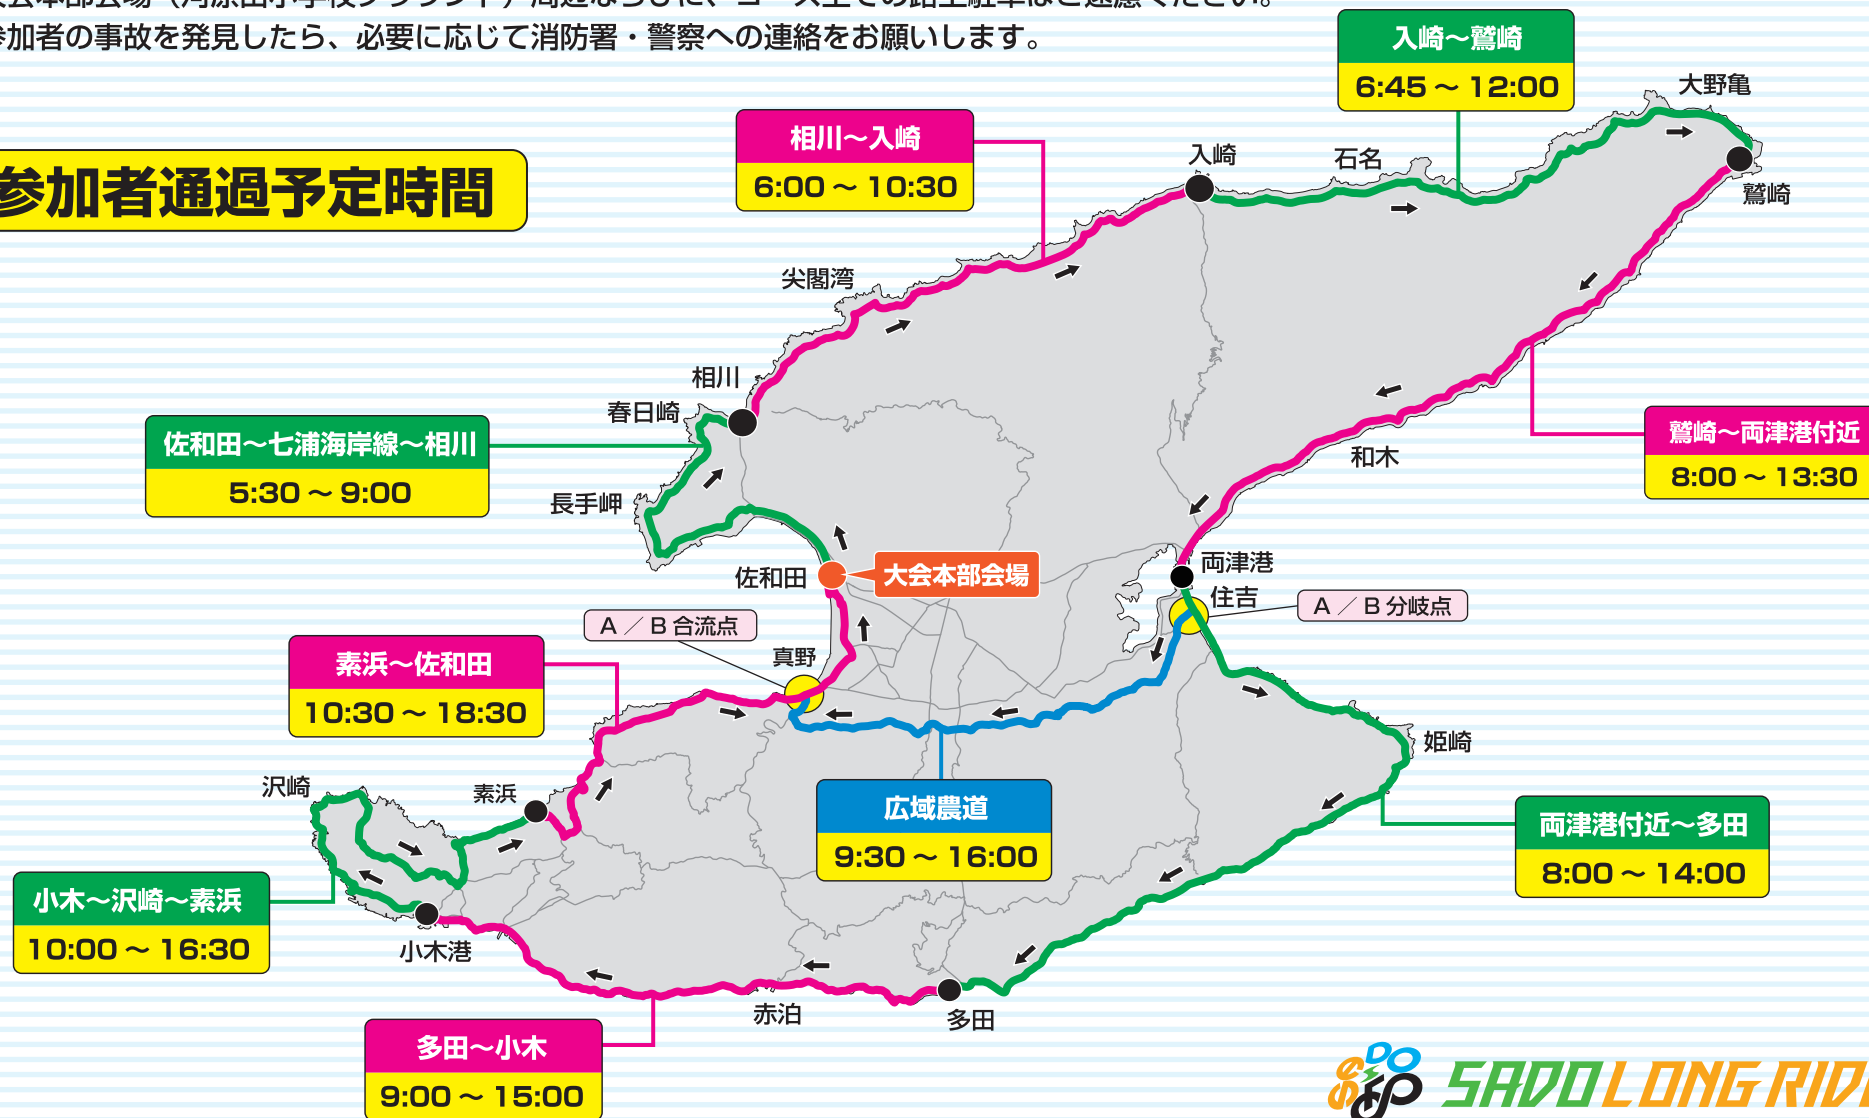 参加者の事故を発見したら、必要に応じて消防署・警察への連絡をお願いします。
参加者通過予定時間
入崎～鷲崎
6:45 ～ 12:00
大野亀
相川～入崎
6:00 ～ 10:30
入崎
石名
鷲崎
尖閣湾
相川
春日崎
佐和田～七浦海岸線～相川
5:30 ～ 9:00
鷲崎～両津港付近
8:00 ～ 13:30
和木
長手岬
両津港
佐和田
大会本部会場
住吉
A ／ B 分岐点
A ／ B 合流点
真野
素浜～佐和田
10:30 ～ 18:30
姫崎
沢崎
素浜
広域農道
9:30 ～ 16:00
両津港付近～多田
8:00 ～ 14:00
小木～沢崎～素浜
10:00 ～ 16:30
小木港
赤泊
多田
多田～小木
9:00 ～ 15:00
SADO LONG RID